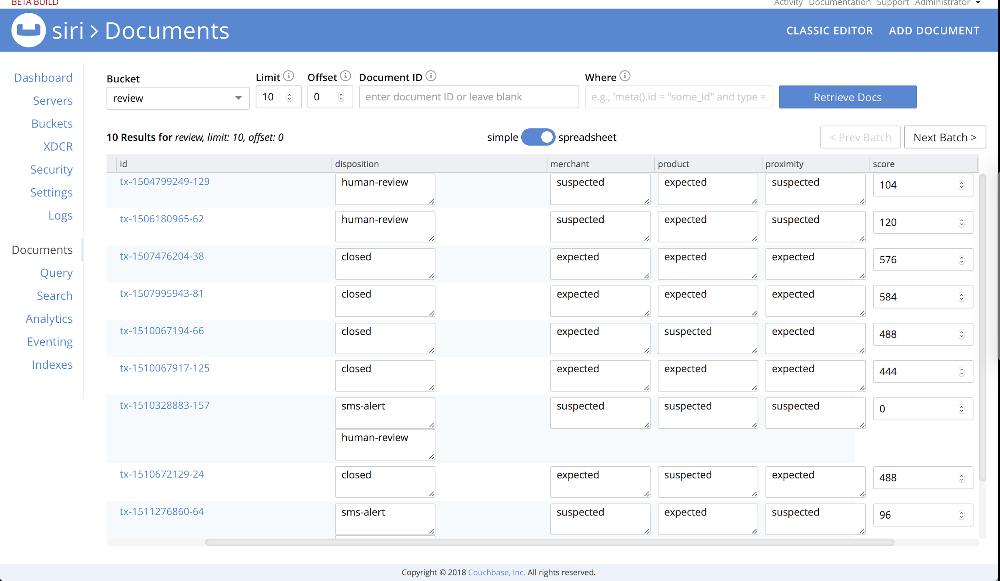 BETA BUILD
Activity Documentation Support Administrator
siri > Documents
CLASSIC EDITOR ADD DOCUMENT
Dashboard
Servers
Buckets
XDCR
Security
Settings
Logs
Documents
Query
Search
Analytics
Eventing
Indexes
Bucket Limit Offset Document ID Where
review 10 0 enter document ID or leave blank e.g., 'meta().id = "some_id" and type = Retrieve Docs
10 Results for review, limit: 10, offset: 0 simple spreadsheet < Prev Batch Next Batch >
id disposition merchant product proximity score
tx-1504799249-129 human-review suspected expected suspected 104
tx-1506180965-62 human-review suspected expected suspected 120
tx-1507476204-38 closed expected expected expected 576
tx-1507995943-81 closed expected expected expected 584
tx-1510067194-66 closed expected suspected expected 488
tx-1510067917-125 closed expected expected expected 444
tx-1510328883-157 sms-alert suspected suspected suspected 0
human-review
tx-1510672129-24 closed expected suspected expected 488
tx-1511276860-64 sms-alert suspected expected suspected 96
Copyright © 2018 Couchbase, Inc. All rights reserved.